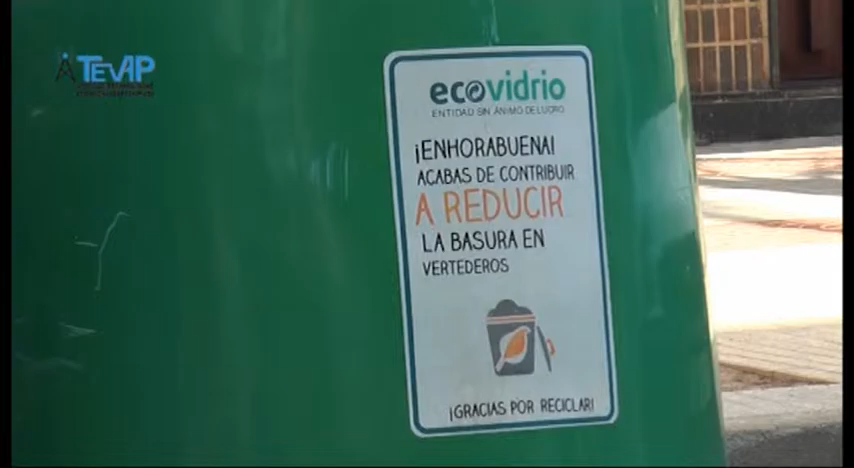 TEVAP
ecovidrio
ENTIDAD SIN ÁNIMO DE LUCRO
¡ENHORABUENA!
ACABAS DE CONTRIBUIR
A REDUCIR
LA BASURA EN
VERTEDEROS
¡GRACIAS POR RECICLAR!